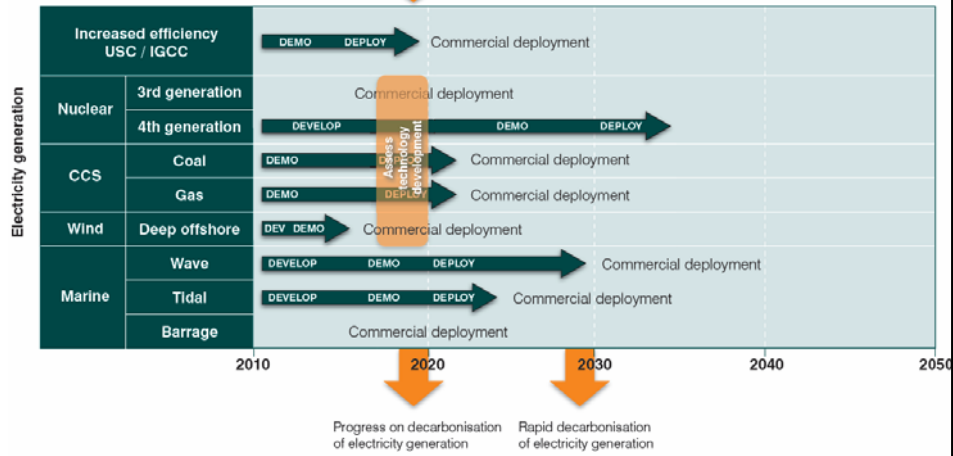 Electricity generation
Increased efficiency
USC / IGCC
DEMO DEPLOY Commercial deployment
Nuclear
3rd generation
Commercial deployment
4th generation
DEVELOP DEMO DEPLOY
Assess
technology
development
CCS
Coal
DEMO DEPLOY Commercial deployment
Gas
DEMO DEPLOY Commercial deployment
Wind
Deep offshore
DEV DEMO Commercial deployment
Marine
Wave
DEVELOP DEMO DEPLOY Commercial deployment
Tidal
DEVELOP DEMO DEPLOY Commercial deployment
Barrage
Commercial deployment
2010 2020 2030 2040 2050
Progress on decarbonisation
of electricity generation
Rapid decarbonisation
of electricity generation